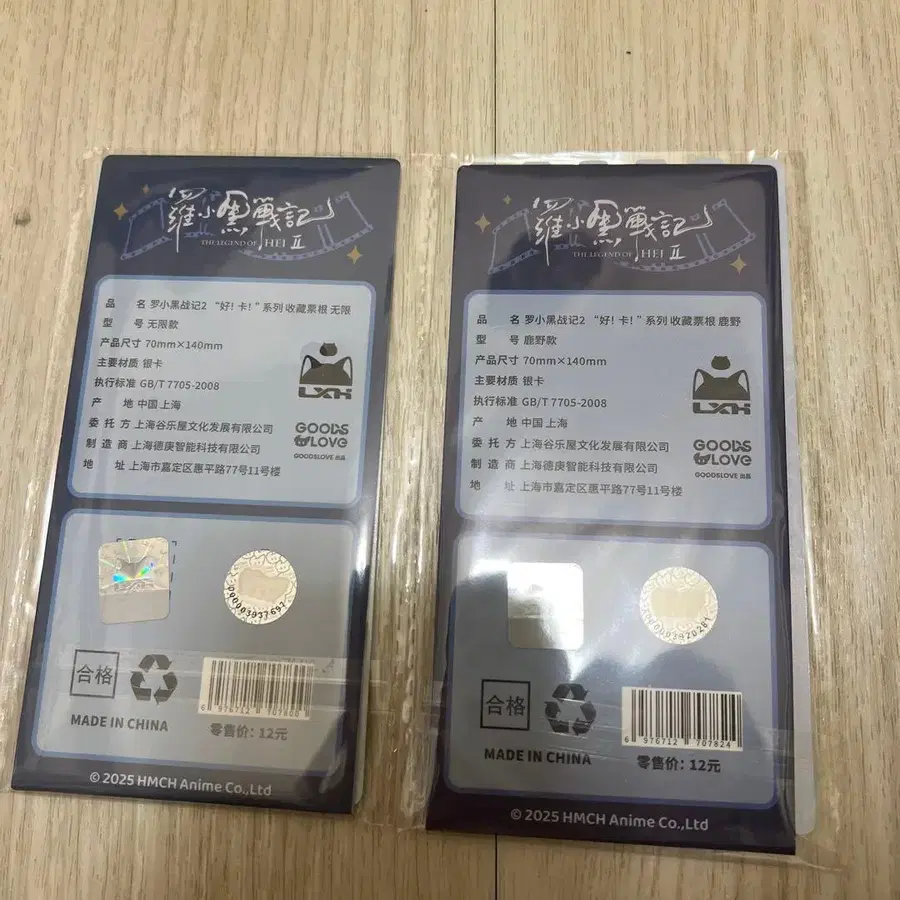 羅小黑戰記
THE LEGEND OF HEI II
品 名 罗小黑战记2 “好！卡！”系列 收藏票根 无限
型 号 无限款
产品尺寸 70mm×140mm
主要材质 银卡
执行标准 GB/T 7705-2008
产 地 中国 上海
委 托 方 上海谷乐屋文化发展有限公司
制 造 商 上海德庚智能科技有限公司
地 址 上海市嘉定区惠平路77号11号楼
LXH
GOODS
LOVE
GOODSLOVE 出品
00003937697
合格
MADE IN CHINA
6 976712 707800
零售价：12元
© 2025 HMCH Anime Co.,Ltd
羅小黑戰記
THE LEGEND OF HEI II
品 名 罗小黑战记2 “好！卡！”系列 收藏票根 鹿野
型 号 鹿野款
产品尺寸 70mm×140mm
主要材质 银卡
执行标准 GB/T 7705-2008
产 地 中国 上海
委 托 方 上海谷乐屋文化发展有限公司
制 造 商 上海德庚智能科技有限公司
地 址 上海市嘉定区惠平路77号11号楼
LXH
GOODS
LOVE
GOODSLOVE 出品
合格
MADE IN CHINA
6 976712 707824
零售价：12元
© 2025 HMCH Anime Co.,Ltd